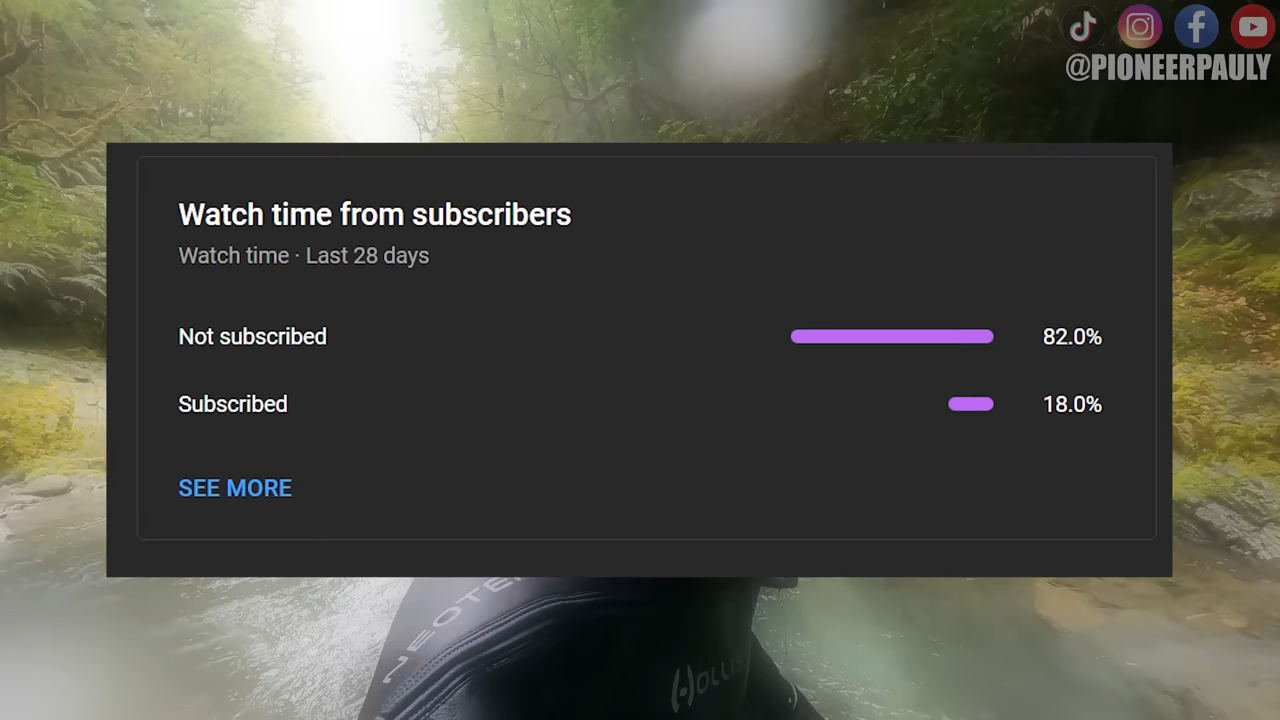 @PIONEERPAULY
Watch time from subscribers
Watch time · Last 28 days
Not subscribed 82.0%
Subscribed 18.0%
SEE MORE
HOLLIS